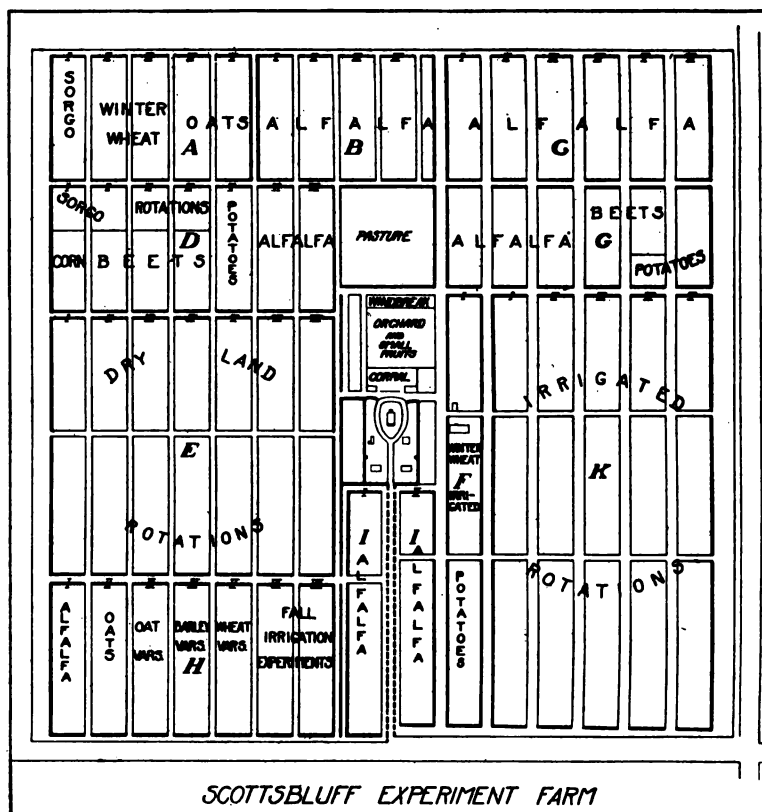 SORGO
WINTER
WHEAT
OATS
A
ALFALFA
B
ALFALFA
G
SORGO
ROTATIONS
D
CORN
BEETS
POTATOES
ALFALFA
PASTURE
ALFALFA
BEETS
G
POTATOES
WINDBREAK
ORCHARD
AND
SMALL
FRUITS
CORRAL
DRY LAND
E
ROTATIONS
IRRIGATED
K
ROTATIONS
WINTER
WHEAT
F
IRRI-
GATED
POTATOES
I
ALFALFA
I
ALFALFA
ALFALFA
OATS
OAT
VARS.
BARLEY
VARS.
H
WHEAT
VARS.
FALL
IRRIGATION
EXPERIMENTS
SCOTTSBLUFF EXPERIMENT FARM